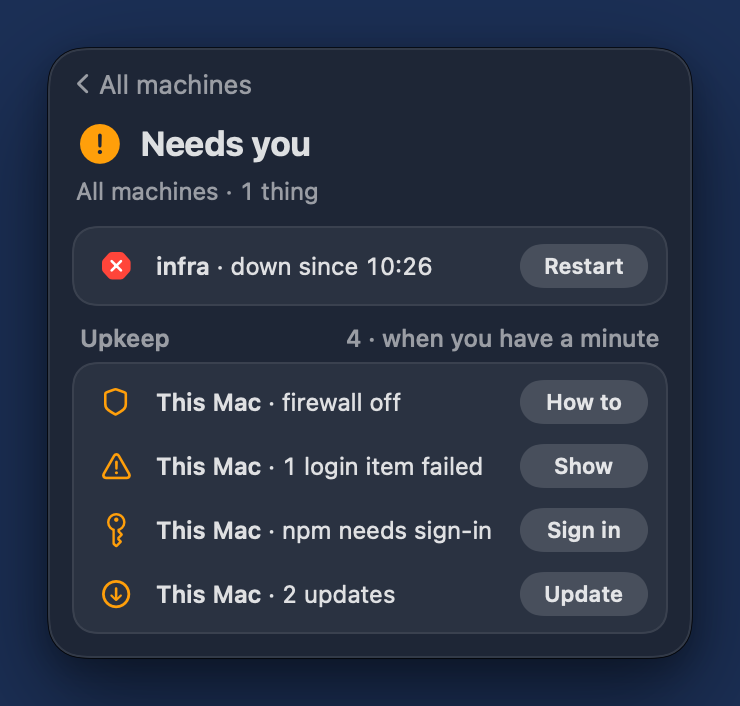 All machines
Needs you
All machines · 1 thing
infra · down since 10:26 Restart
Upkeep 4 · when you have a minute
This Mac · firewall off How to
This Mac · 1 login item failed Show
This Mac · npm needs sign-in Sign in
This Mac · 2 updates Update